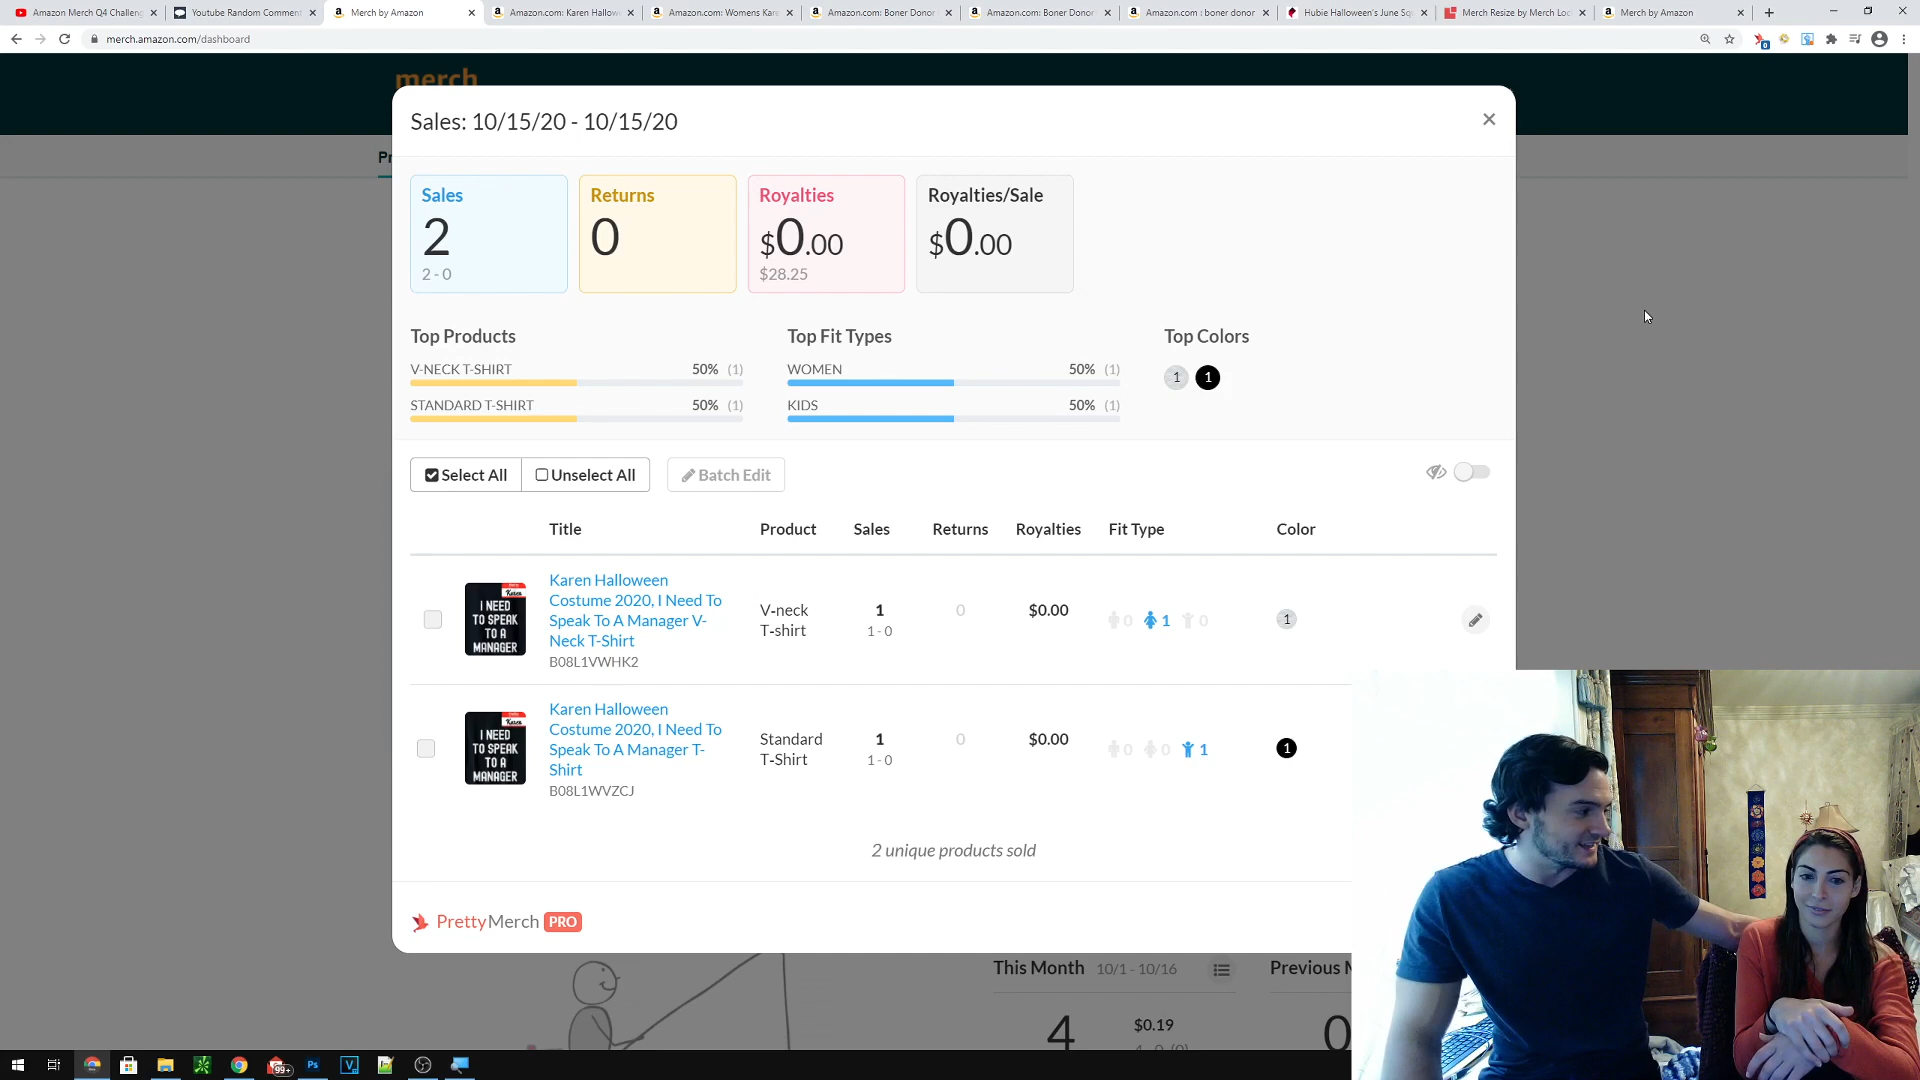 Amazon Merch Q4 Challeng
Youtube Random Comment
Merch by Amazon
Amazon.com: Karen Hallow
Amazon.com: Womens Kare
Amazon.com: Boner Donor
Amazon.com: Boner Donor
Amazon.com : boner donor
Hubie Halloween's June Sq
Merch Resize by Merch Loc
Merch by Amazon
merch.amazon.com/dashboard
merch
Pr
Sales: 10/15/20 - 10/15/20
Sales
2
2 - 0
Returns
0
Royalties
$0.00
$28.25
Royalties/Sale
$0.00
Top Products
V-NECK T-SHIRT 50% (1)
STANDARD T-SHIRT 50% (1)
Top Fit Types
WOMEN 50% (1)
KIDS 50% (1)
Top Colors
1 1
Select All Unselect All Batch Edit
Title Product Sales Returns Royalties Fit Type Color
Karen
I NEED
TO SPEAK
TO A
MANAGER
Karen Halloween
Costume 2020, I Need To
Speak To A Manager V-
Neck T-Shirt
B08L1VWHK2
V-neck
T-shirt
1
1 - 0
0
$0.00
0 1 0
1
Karen
I NEED
TO SPEAK
TO A
MANAGER
Karen Halloween
Costume 2020, I Need To
Speak To A Manager T-
Shirt
B08L1WVZCJ
Standard
T-Shirt
1
1 - 0
0
$0.00
0 0 1
1
2 unique products sold
PrettyMerch PRO
This Month 10/1 - 10/16
4
$0.19
4 - 0 (0)
Previous M
0
99+
Ps